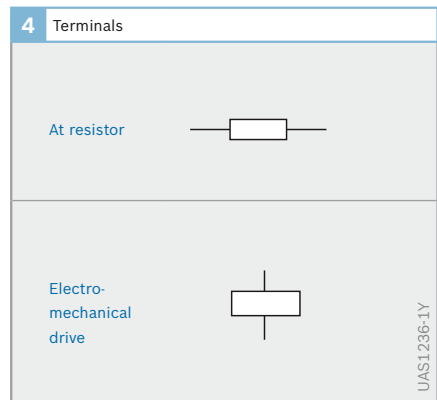 4 Terminals
At resistor
Electro-
mechanical
drive
UAS1236-1Y